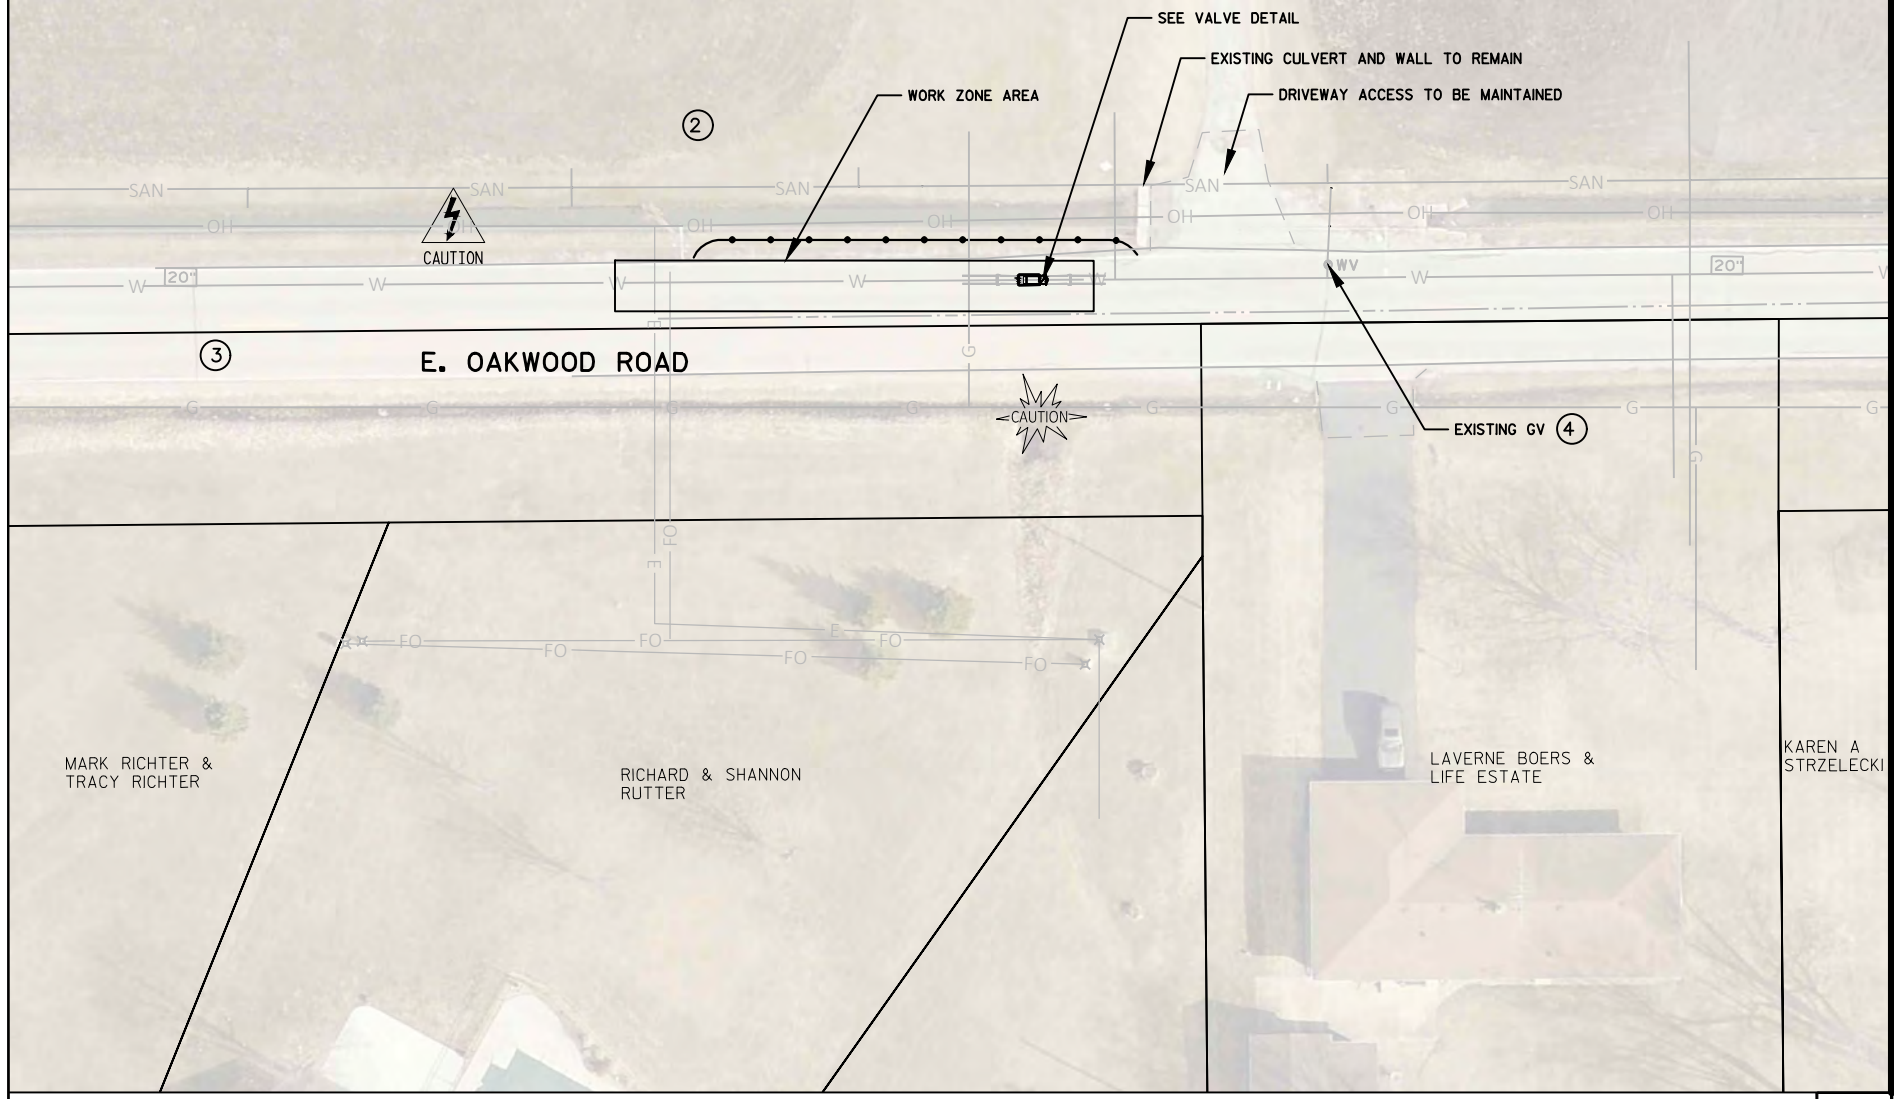 SEE VALVE DETAIL
EXISTING CULVERT AND WALL TO REMAIN
WORK ZONE AREA
DRIVEWAY ACCESS TO BE MAINTAINED
2
SAN SAN SAN SAN SAN
OH OH OH OH OH OH OH
CAUTION
20" W W W W W WV W 20" W
E
3
E. OAKWOOD ROAD
G
G G G G G G G G
CAUTION
EXISTING GV 4
G
FO
E
FO FO E FO
FO FO FO
MARK RICHTER &
TRACY RICHTER
RICHARD & SHANNON
RUTTER
LAVERNE BOERS &
LIFE ESTATE
KAREN A
STRZELECKI